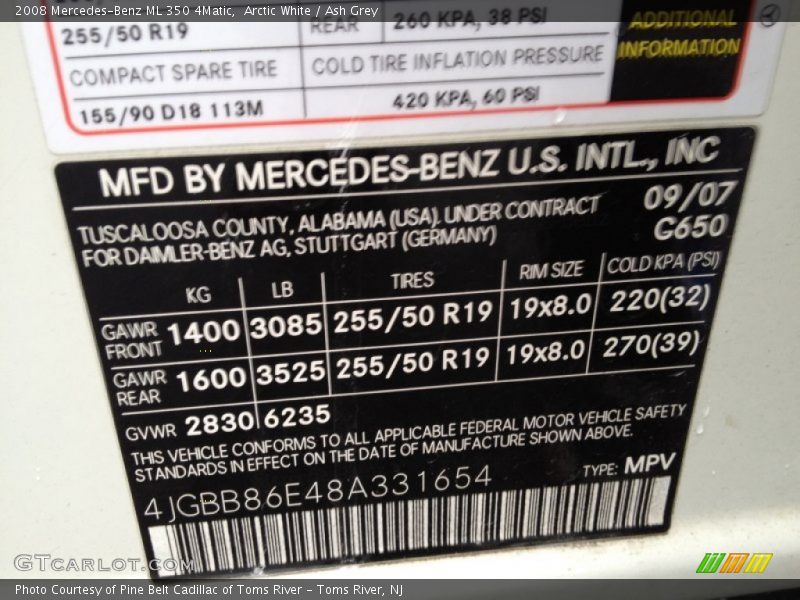 2008 Mercedes-Benz ML 350 4Matic, Arctic White / Ash Grey
255/50 R19
REAR
260 KPA, 38 PSI
ADDITIONAL
INFORMATION
COMPACT SPARE TIRE
COLD TIRE INFLATION PRESSURE
155/90 D18 113M
420 KPA, 60 PSI
MFD BY MERCEDES-BENZ U.S. INTL., INC
TUSCALOOSA COUNTY, ALABAMA (USA). UNDER CONTRACT 09/07
FOR DAIMLER-BENZ AG, STUTTGART (GERMANY) C650
KG LB TIRES RIM SIZE COLD KPA (PSI)
GAWR FRONT 1400 3085 255/50 R19 19x8.0 220(32)
GAWR REAR 1600 3525 255/50 R19 19x8.0 270(39)
GVWR 2830 6235
THIS VEHICLE CONFORMS TO ALL APPLICABLE FEDERAL MOTOR VEHICLE SAFETY
STANDARDS IN EFFECT ON THE DATE OF MANUFACTURE SHOWN ABOVE.
4JGBB86E48A331654 TYPE: MPV
GTcarlot.com
Photo Courtesy of Pine Belt Cadillac of Toms River - Toms River, NJ